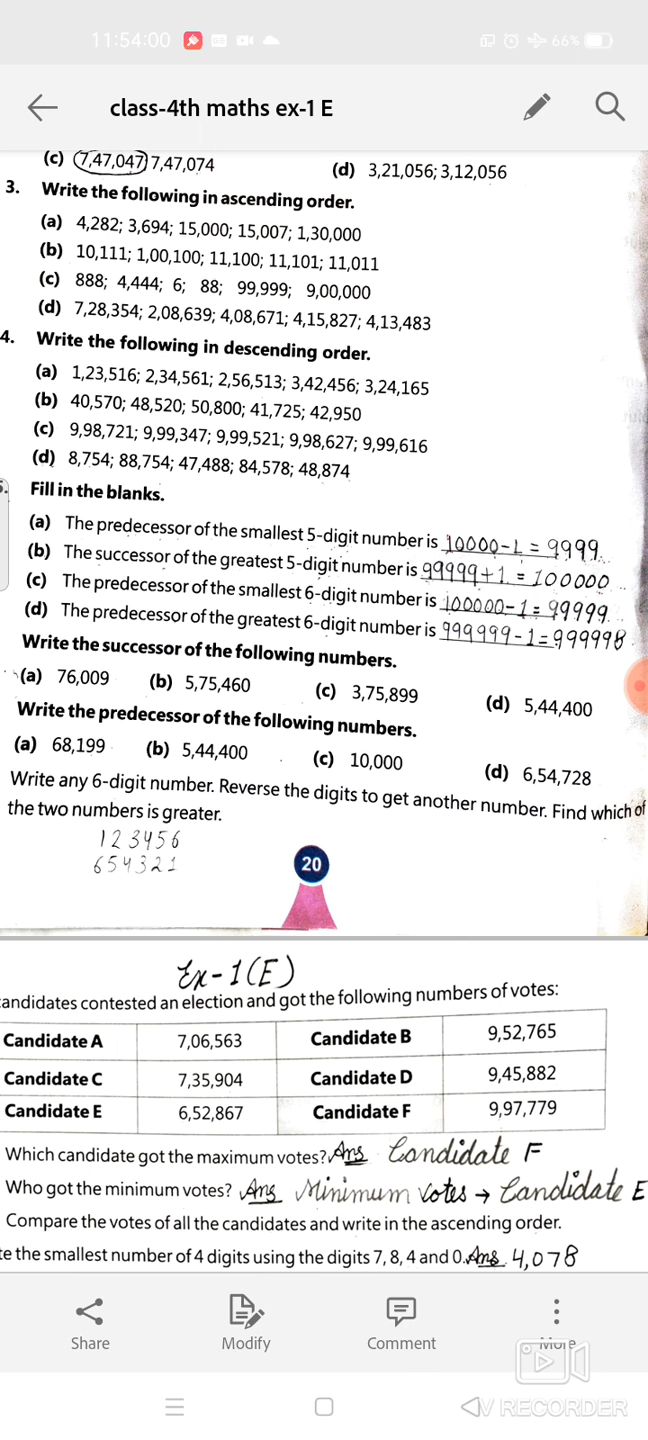 11:54:00
66%
class-4th maths ex-1 E
(c) 7,47,047; 7,47,074 (d) 3,21,056; 3,12,056
3. Write the following in ascending order.
(a) 4,282; 3,694; 15,000; 15,007; 1,30,000
(b) 10,111; 1,00,100; 11,100; 11,101; 11,011
(c) 888; 4,444; 6; 88; 99,999; 9,00,000
(d) 7,28,354; 2,08,639; 4,08,671; 4,15,827; 4,13,483
4. Write the following in descending order.
(a) 1,23,516; 2,34,561; 2,56,513; 3,42,456; 3,24,165
(b) 40,570; 48,520; 50,800; 41,725; 42,950
(c) 9,98,721; 9,99,347; 9,99,521; 9,98,627; 9,99,616
(d) 8,754; 88,754; 47,488; 84,578; 48,874
Fill in the blanks.
(a) The predecessor of the smallest 5-digit number is 10000-1 = 9999
(b) The successor of the greatest 5-digit number is 99999+1 = 100000
(c) The predecessor of the smallest 6-digit number is 100000-1 = 99999
(d) The predecessor of the greatest 6-digit number is 999999-1=999998
Write the successor of the following numbers.
(a) 76,009 (b) 5,75,460 (c) 3,75,899 (d) 5,44,400
Write the predecessor of the following numbers.
(a) 68,199 (b) 5,44,400 (c) 10,000 (d) 6,54,728
Write any 6-digit number. Reverse the digits to get another number. Find which of
the two numbers is greater.
123456
654321
20
Ex-1(E)
candidates contested an election and got the following numbers of votes:
Candidate A 7,06,563 Candidate B 9,52,765
Candidate C 7,35,904 Candidate D 9,45,882
Candidate E 6,52,867 Candidate F 9,97,779
Which candidate got the maximum votes? Ans Candidate F
Who got the minimum votes? Ans Minimum votes → Candidate E
Compare the votes of all the candidates and write in the ascending order.
te the smallest number of 4 digits using the digits 7, 8, 4 and 0. Ans. 4,078
Share Modify Comment More
V RECORDER